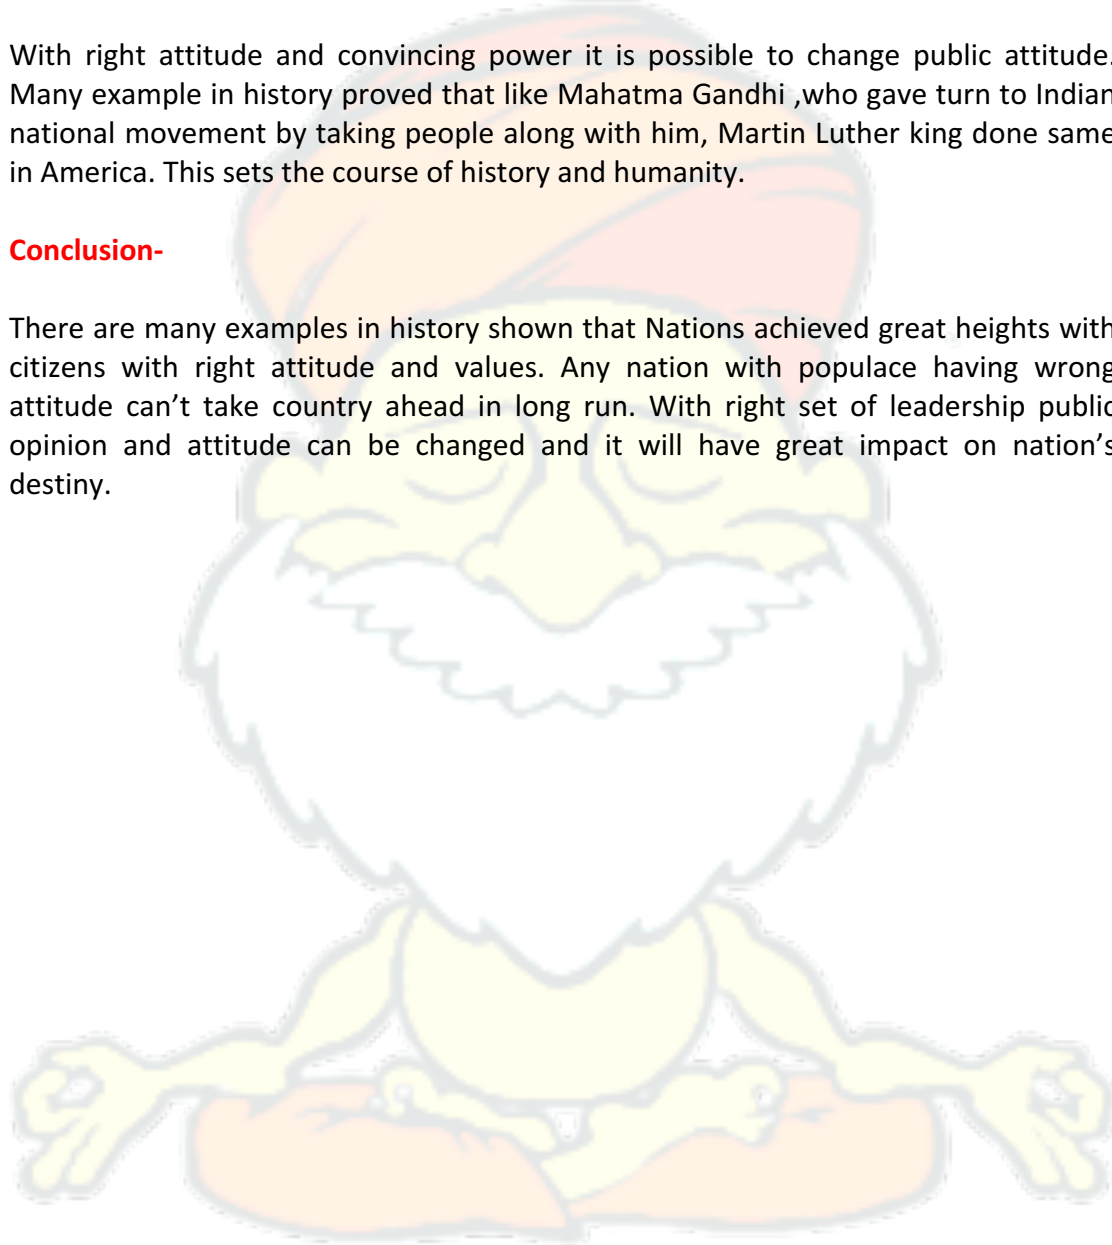 With right attitude and convincing power it is possible to change public attitude.
Many example in history proved that like Mahatma Gandhi ,who gave turn to Indian
national movement by taking people along with him, Martin Luther king done same
in America. This sets the course of history and humanity.
Conclusion-
There are many examples in history shown that Nations achieved great heights with
citizens with right attitude and values. Any nation with populace having wrong
attitude can’t take country ahead in long run. With right set of leadership public
opinion and attitude can be changed and it will have great impact on nation’s
destiny.